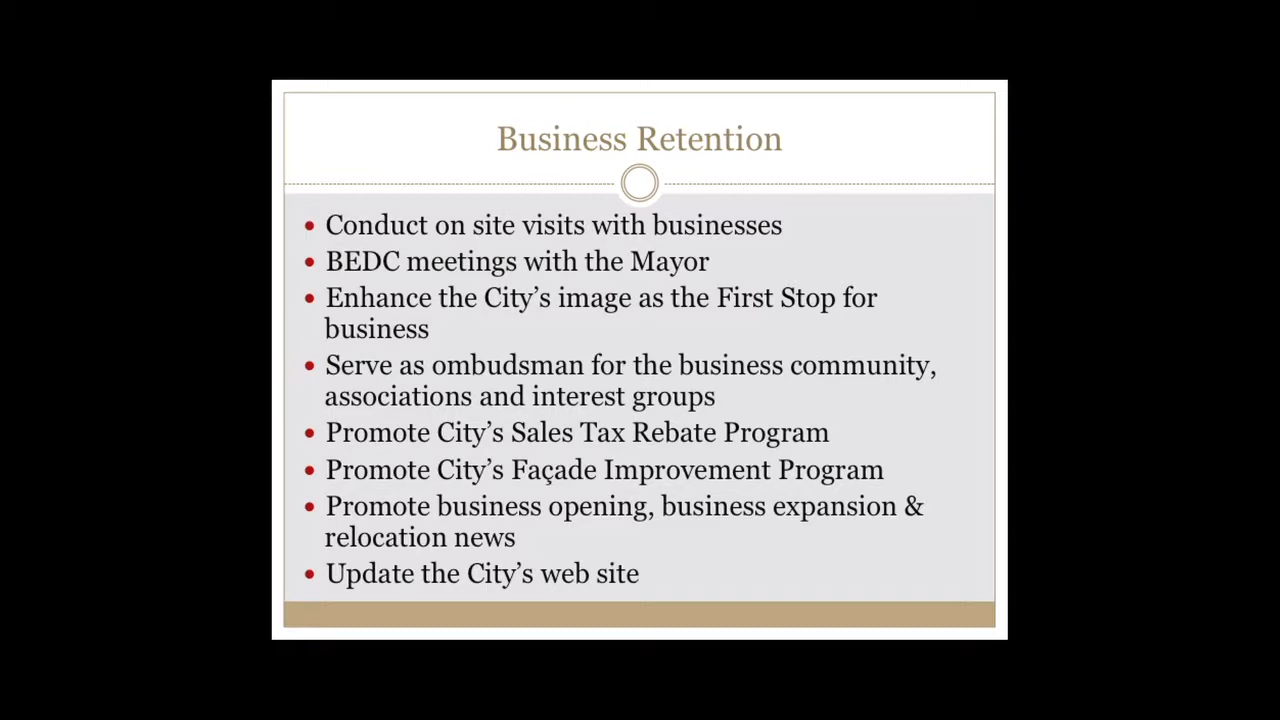 Business Retention
• Conduct on site visits with businesses
• BEDC meetings with the Mayor
• Enhance the City’s image as the First Stop for
business
• Serve as ombudsman for the business community,
associations and interest groups
• Promote City’s Sales Tax Rebate Program
• Promote City’s Façade Improvement Program
• Promote business opening, business expansion &
relocation news
• Update the City’s web site